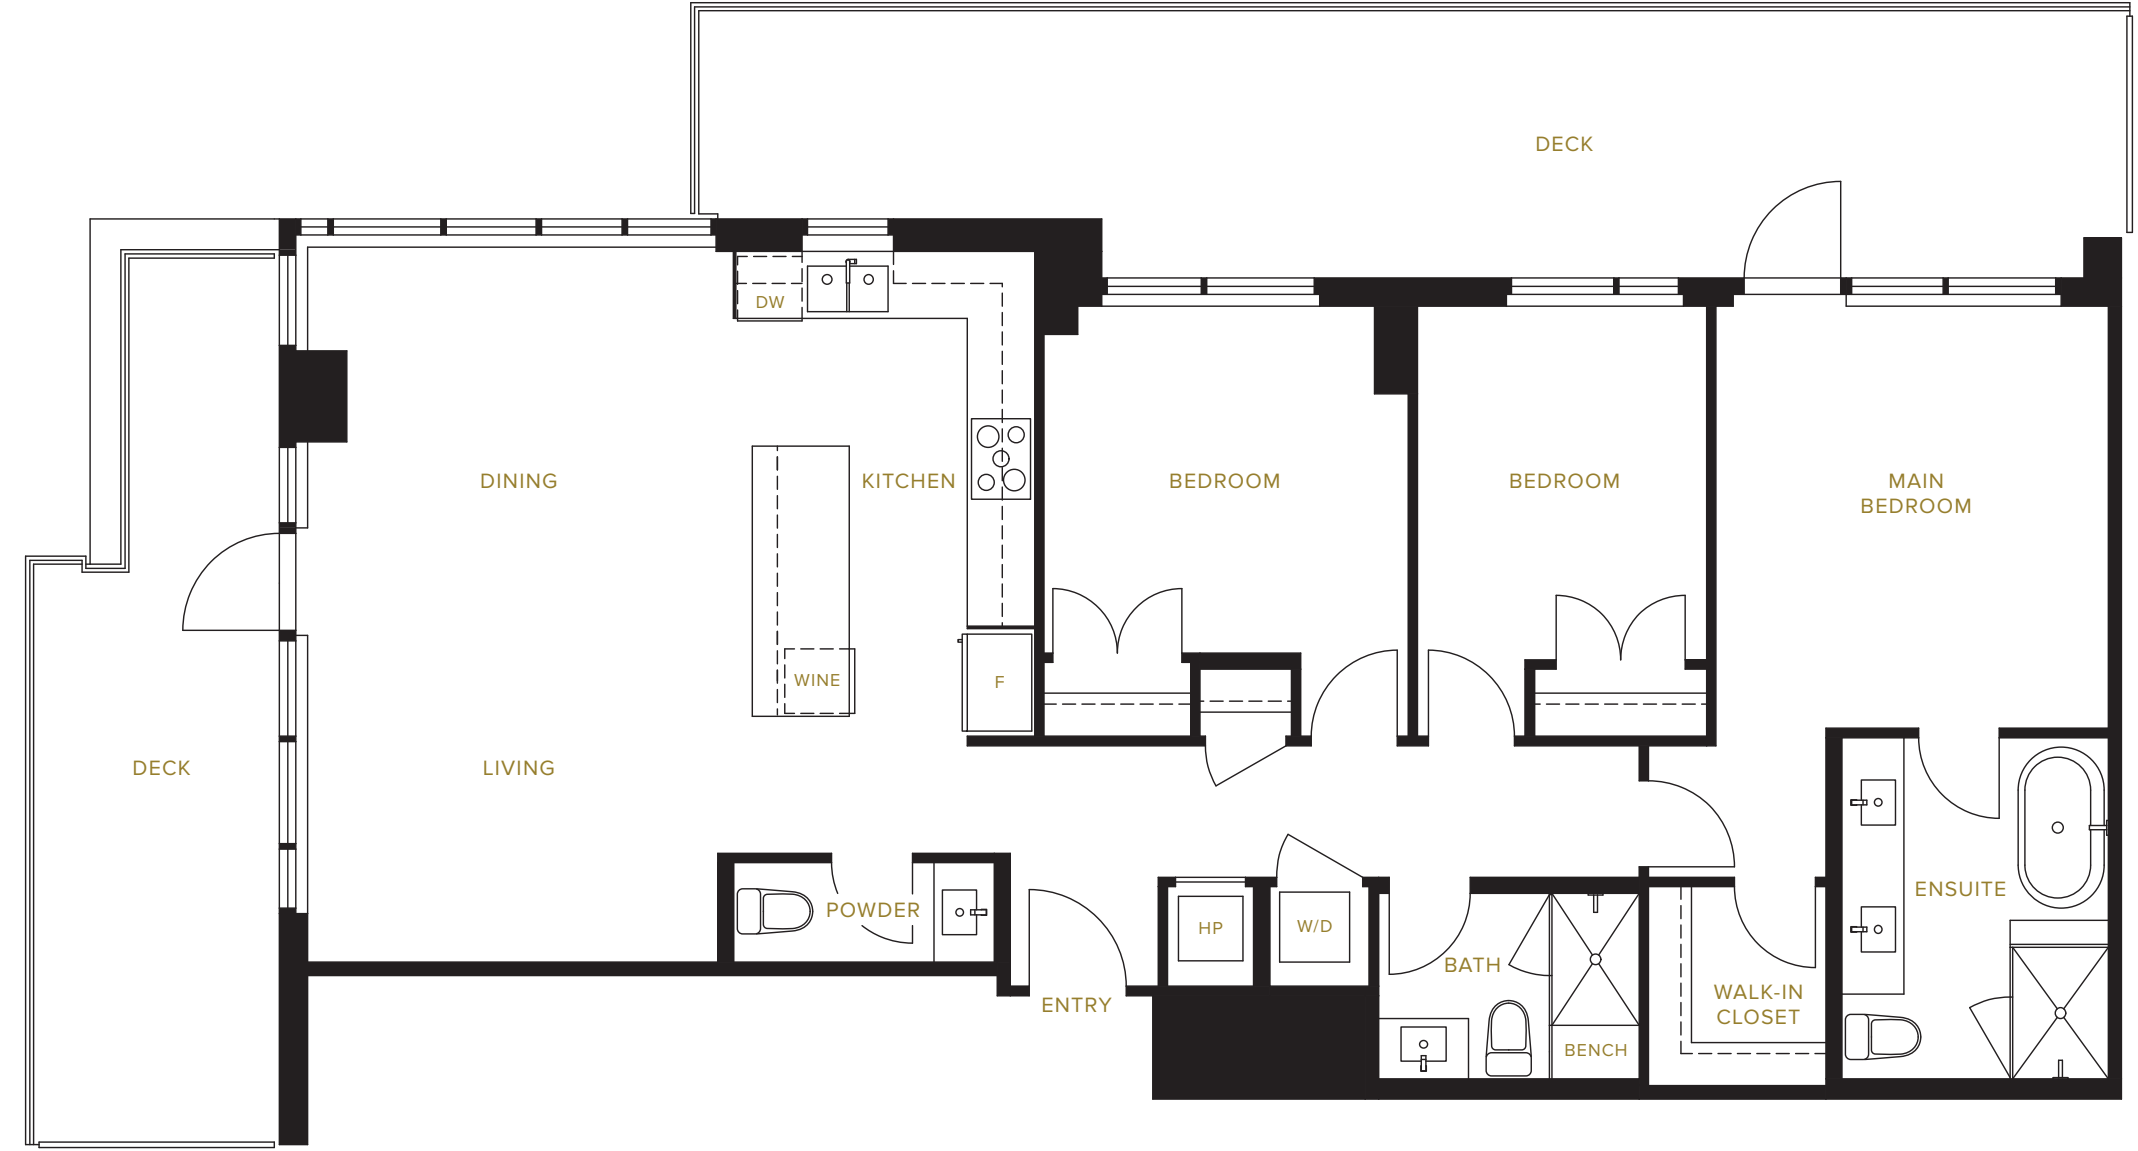 DECK
DW
DINING
KITCHEN
BEDROOM
BEDROOM
MAIN
BEDROOM
WINE
F
DECK
LIVING
ENSUITE
POWDER
HP
W/D
BATH
WALK-IN
CLOSET
ENTRY
BENCH